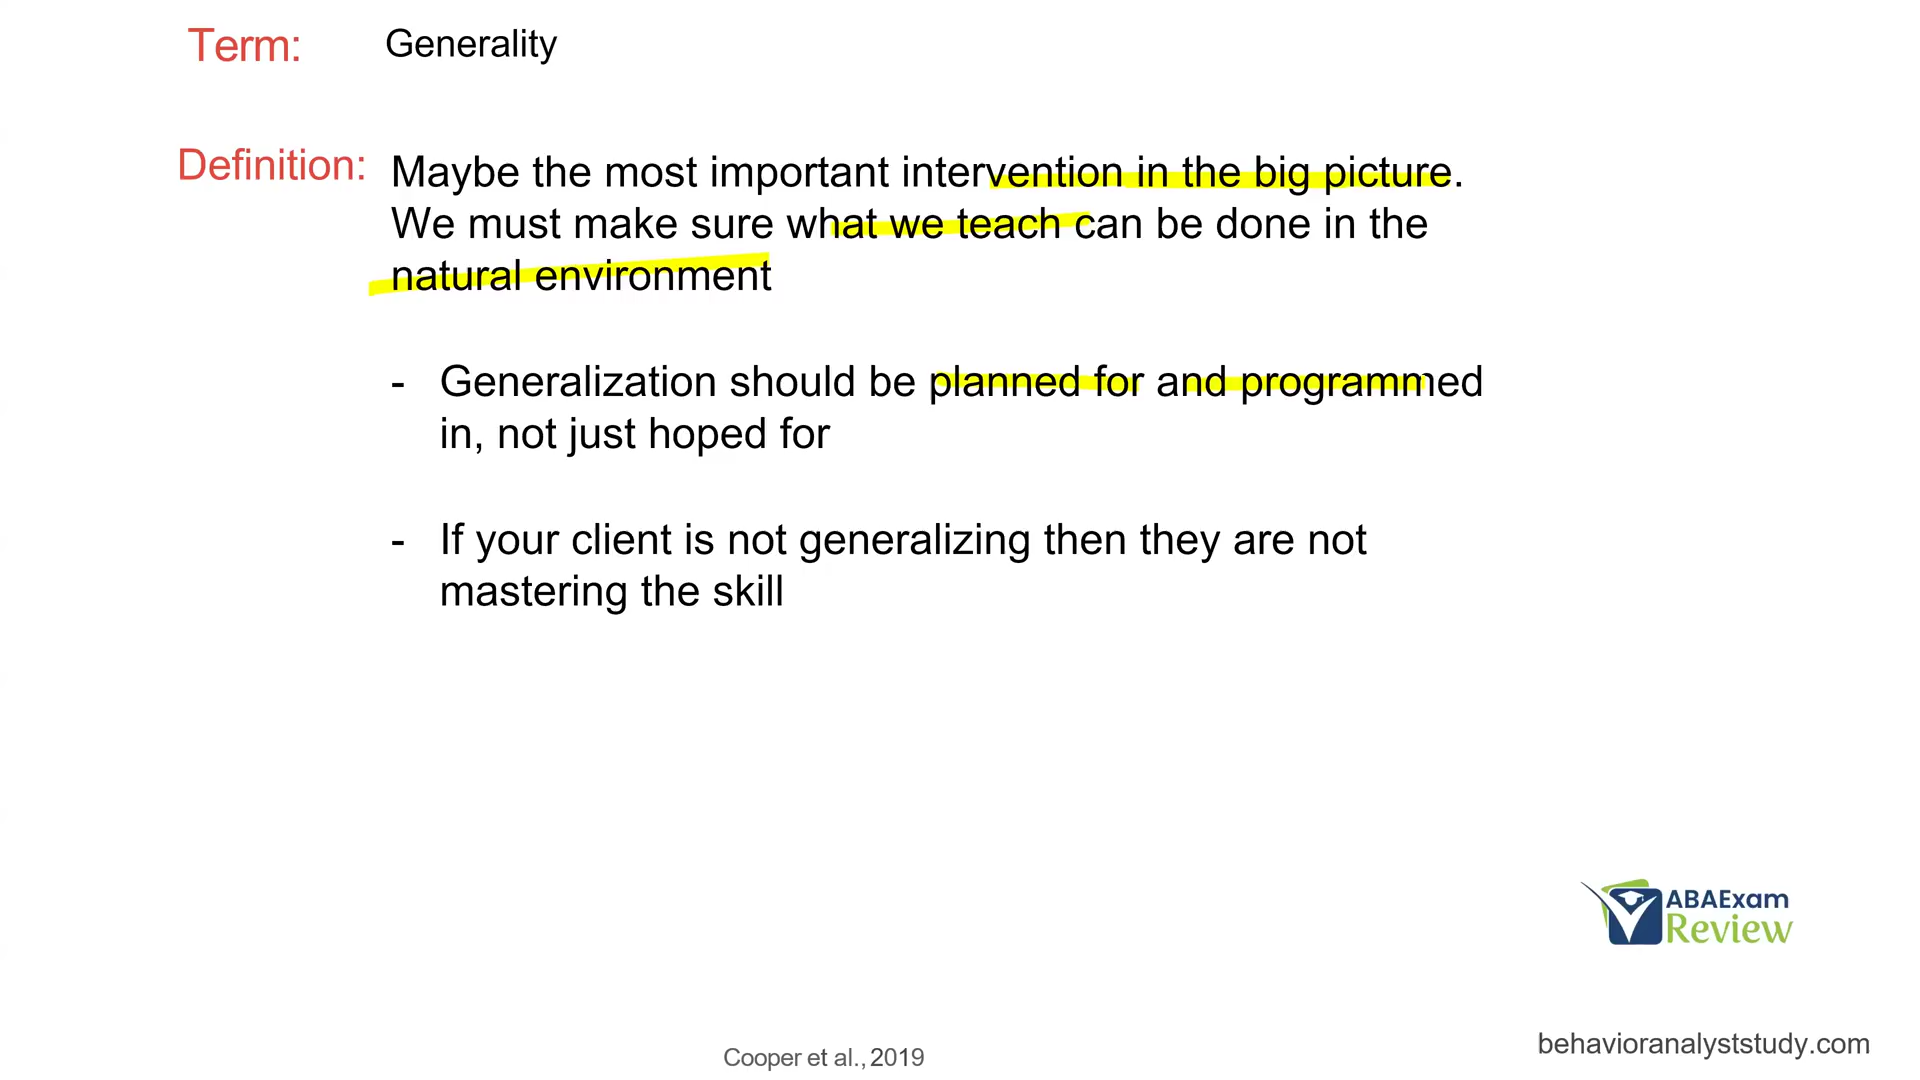 Term: Generality
Definition: Maybe the most important intervention in the big picture.
We must make sure what we teach can be done in the
natural environment
- Generalization should be planned for and programmed
in, not just hoped for
- If your client is not generalizing then they are not
mastering the skill
ABAExam
Review
Cooper et al., 2019
behavioranalyststudy.com